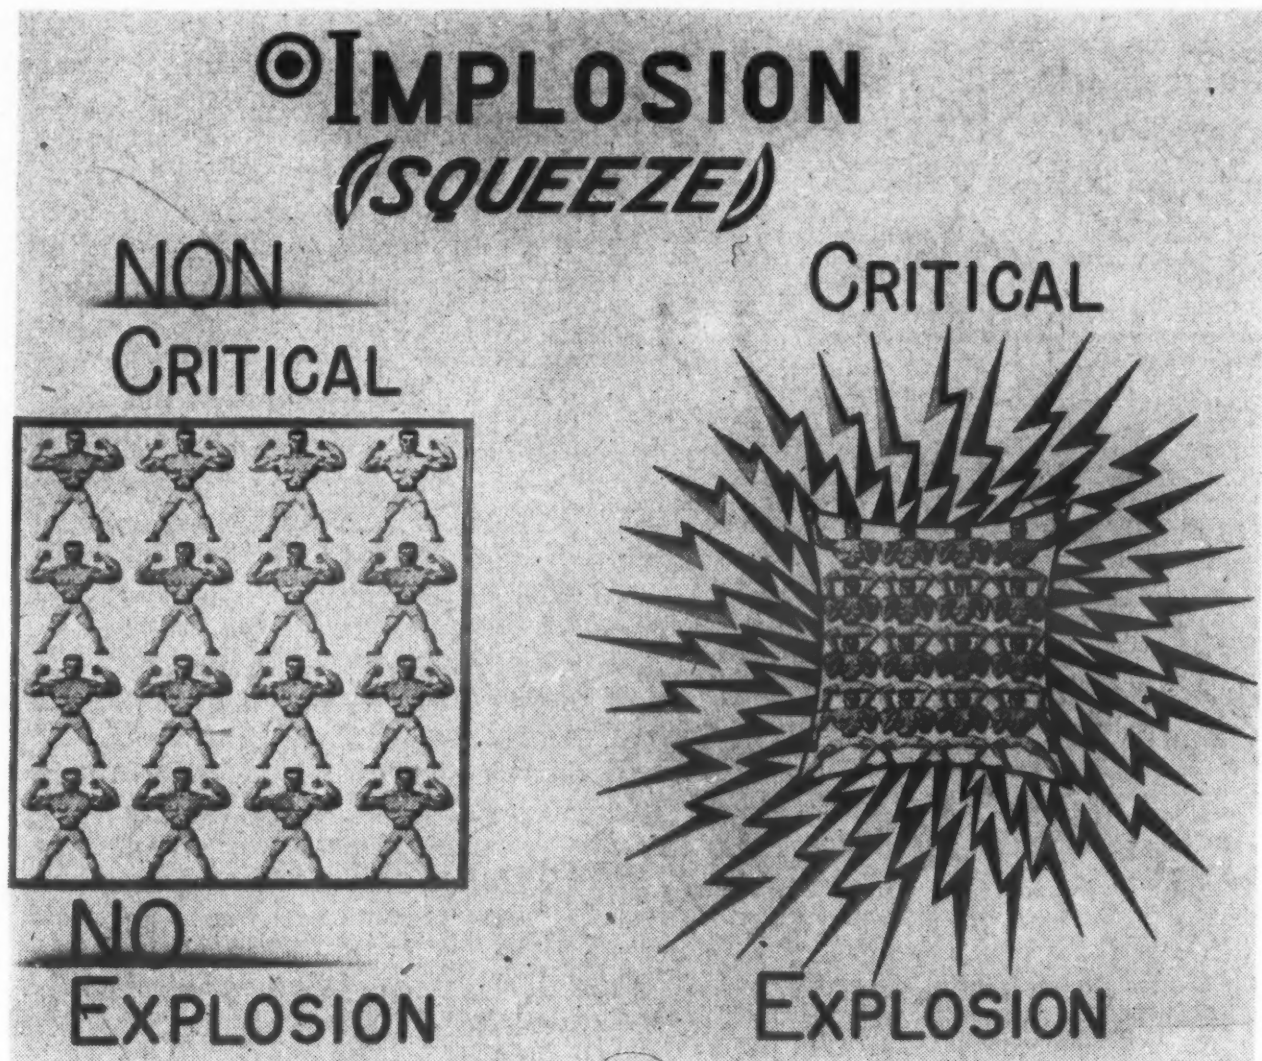 IMPLOSION
(SQUEEZE)
NON
CRITICAL
CRITICAL
NO
EXPLOSION
EXPLOSION